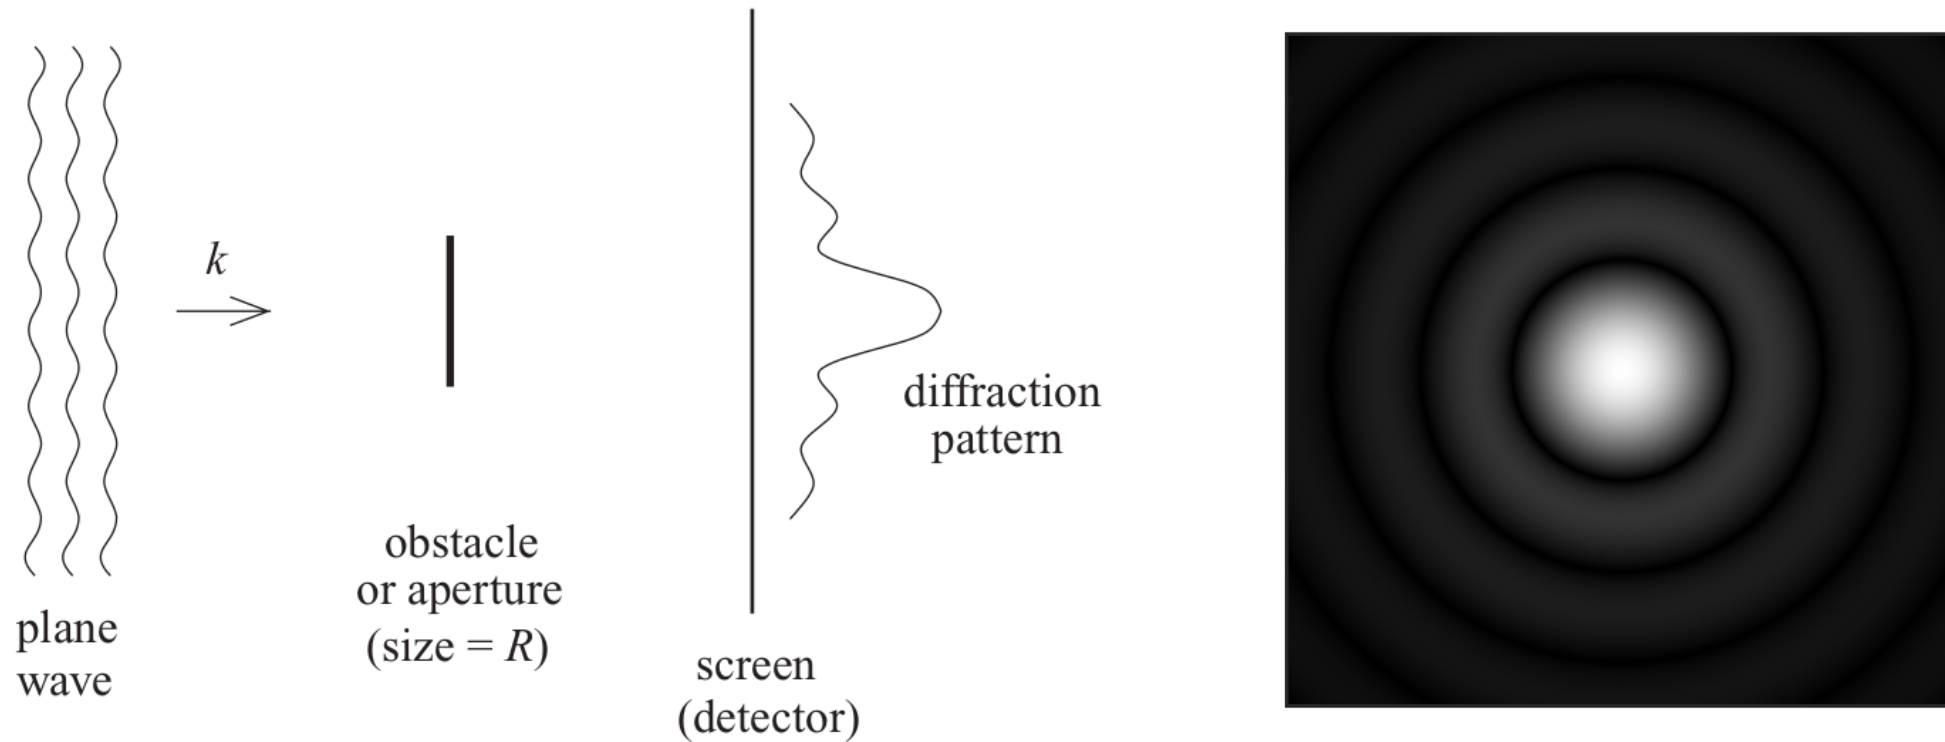 plane
wave
k
obstacle
or aperture
(size = R)
screen
(detector)
diffraction
pattern